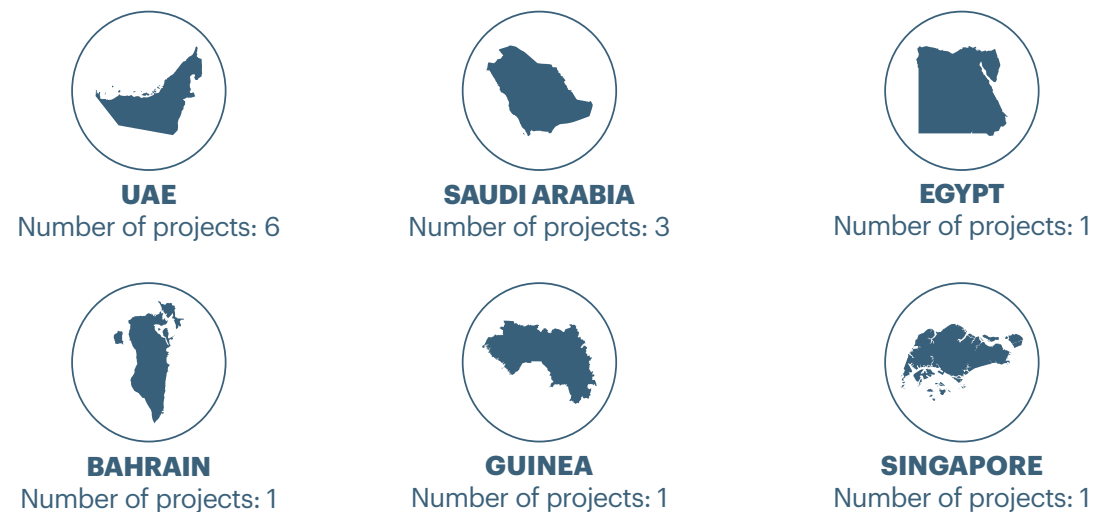 UAE
Number of projects: 6
SAUDI ARABIA
Number of projects: 3
EGYPT
Number of projects: 1
BAHRAIN
Number of projects: 1
GUINEA
Number of projects: 1
SINGAPORE
Number of projects: 1